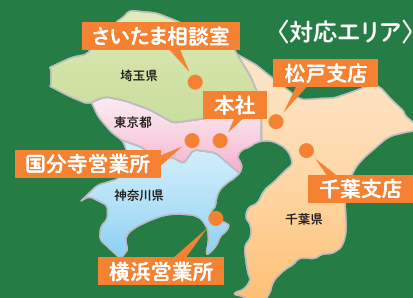 〈対応エリア〉
さいたま相談室
松戸支店
埼玉県
本社
東京都
国分寺営業所
千葉支店
神奈川県
千葉県
横浜営業所